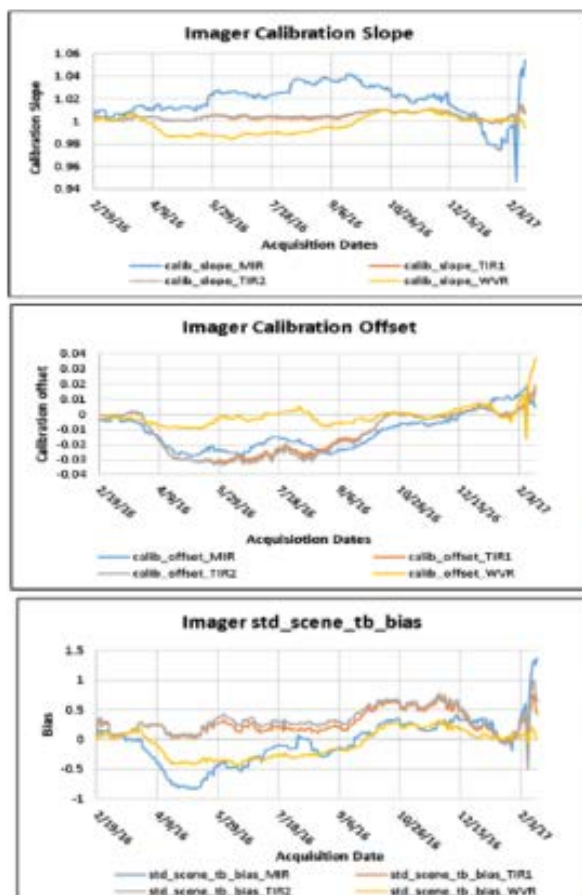 Imager Calibration Slope
1.06
1.04
1.02
1
0.98
0.96
0.94
Calibration Slope
2/19/16 4/9/16 5/29/16 7/18/16 9/6/16 10/26/16 12/15/16 2/3/17
Acquisition Dates
calib_slope_MIR calib_slope_TIR1
calib_slope_TIR2 calib_slope_WVR
Imager Calibration Offset
0.04
0.03
0.02
0.01
0
-0.01
-0.02
-0.03
-0.04
Calibration offset
2/19/16 4/9/16 5/29/16 7/18/16 9/6/16 10/26/16 12/15/16 2/3/17
Acquisiotion Dates
calib_offset_MIR calib_offset_TIR1
calib_offset_TIR2 calib_offset_WVR
Imager std_scene_tb_bias
1.5
1
0.5
0
-0.5
-1
Bias
2/19/16 4/9/16 5/29/16 7/18/16 9/6/16 10/26/16 12/15/16 2/3/17
Acquisition Date
std_scene_tb_bias_MIR std_scene_tb_bias_TIR1
std_scene_tb_bias_TIR2 std_scene_tb_bias_WVR